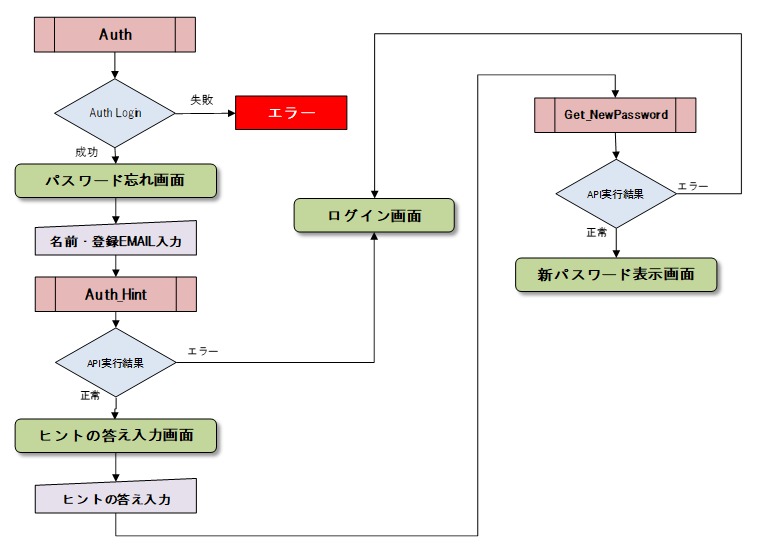 Auth
Auth Login
失敗
エラー
成功
パスワード忘れ画面
名前・登録EMAIL入力
Auth_Hint
API実行結果
エラー
正常
ヒントの答え入力画面
ヒントの答え入力
ログイン画面
Get_NewPassword
API実行結果
エラー
正常
新パスワード表示画面